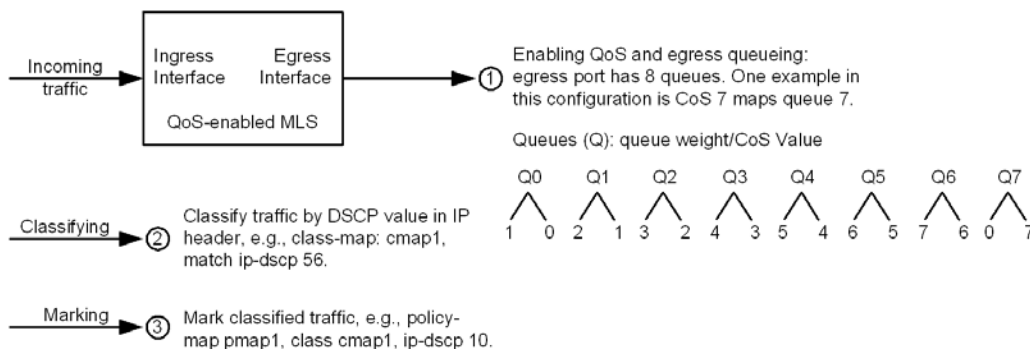 Incoming
traffic
Ingress
Interface
Egress
Interface
QoS-enabled MLS
1
Enabling QoS and egress queueing:
egress port has 8 queues. One example in
this configuration is CoS 7 maps queue 7.
Queues (Q): queue weight/CoS Value
Q0 Q1 Q2 Q3 Q4 Q5 Q6 Q7
1 0 2 1 3 2 4 3 5 4 6 5 7 6 0 7
Classifying
2
Classify traffic by DSCP value in IP
header, e.g., class-map: cmap1,
match ip-dscp 56.
Marking
3
Mark classified traffic, e.g., policy-
map pmap1, class cmap1, ip-dscp 10.